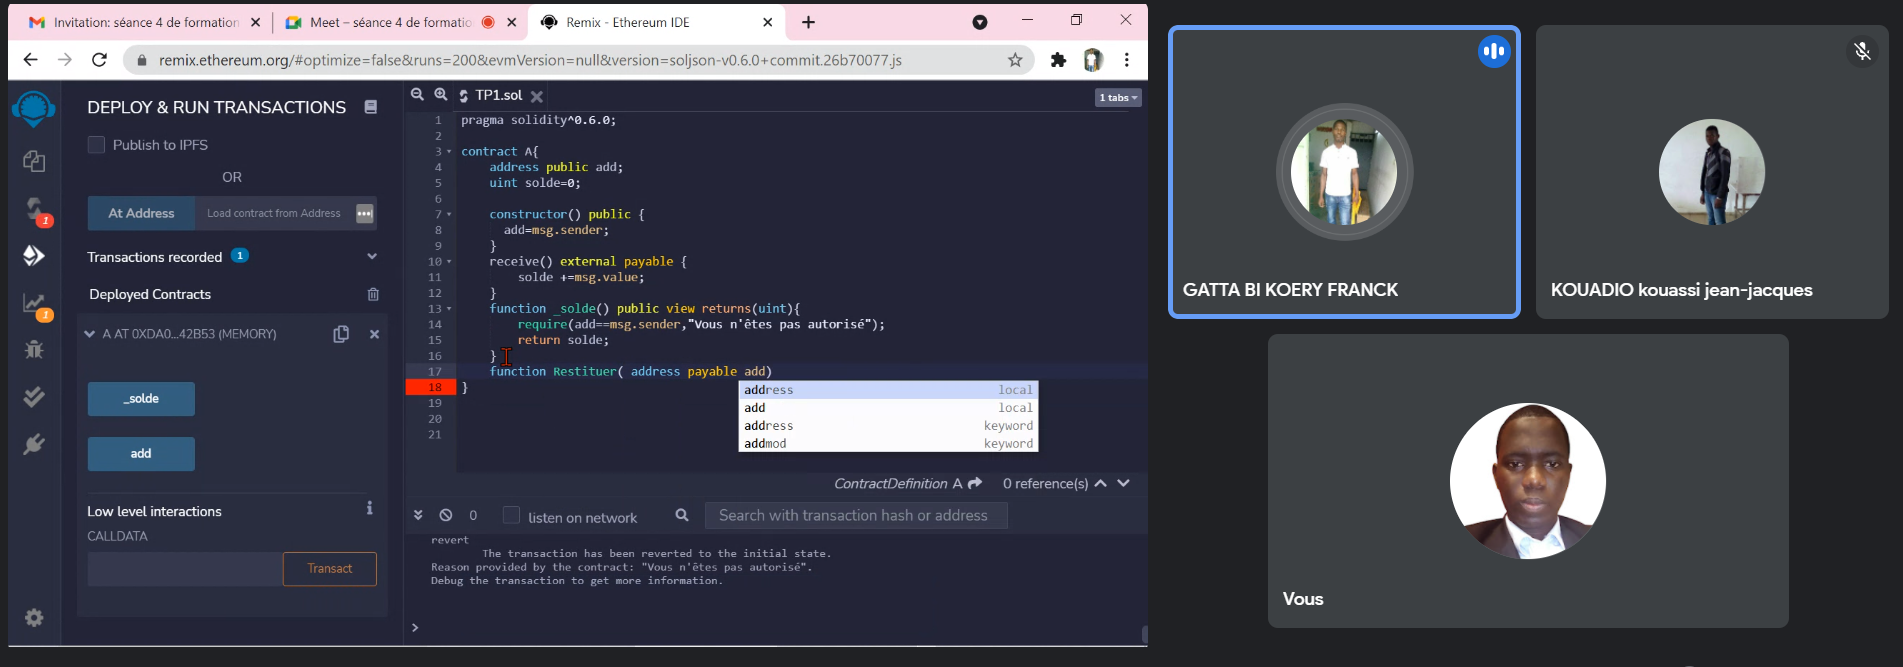 Invitation: séance 4 de formation
Meet – séance 4 de formatio
Remix - Ethereum IDE
remix.ethereum.org/#optimize=false&runs=200&evmVersion=null&version=soljson-v0.6.0+commit.26b70077.js
DEPLOY & RUN TRANSACTIONS
Publish to IPFS
OR
At Address
Load contract from Address
Transactions recorded 1
Deployed Contracts
A AT 0XDA0...42B53 (MEMORY)
_solde
add
Low level interactions
CALLDATA
Transact
1
1
TP1.sol
1 tabs
1 pragma solidity^0.6.0;
2
3 contract A{
4 address public add;
5 uint solde=0;
6
7 constructor() public {
8 add=msg.sender;
9 }
10 receive() external payable {
11 solde +=msg.value;
12 }
13 function _solde() public view returns(uint){
14 require(add==msg.sender,"Vous n'êtes pas autorisé");
15 return solde;
16 }
17 function Restituer( address payable add)
18 }
19
20
21
address local
add local
address keyword
addmod keyword
ContractDefinition A 0 reference(s)
0 listen on network
Search with transaction hash or address
revert
The transaction has been reverted to the initial state.
Reason provided by the contract: "Vous n'êtes pas autorisé".
Debug the transaction to get more information.
>
GATTA BI KOERY FRANCK
KOUADIO kouassi jean-jacques
Vous